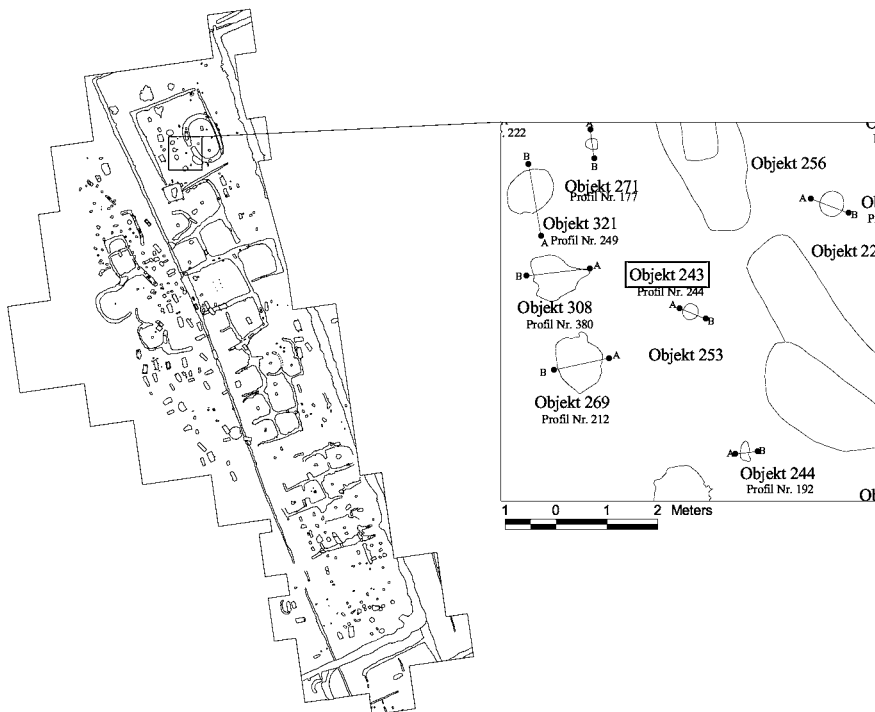 222
A
B
B
Objekt 271
Profil Nr. 177
Objekt 256
A
B
Objekt 321
A
Profil Nr. 249
Objekt 243
Profil Nr. 244
B
A
Objekt 308
Profil Nr. 380
A
B
Objekt 253
B
A
Objekt 269
Profil Nr. 212
A
B
Objekt 244
Profil Nr. 192
Ob
1 0 1 2 Meters